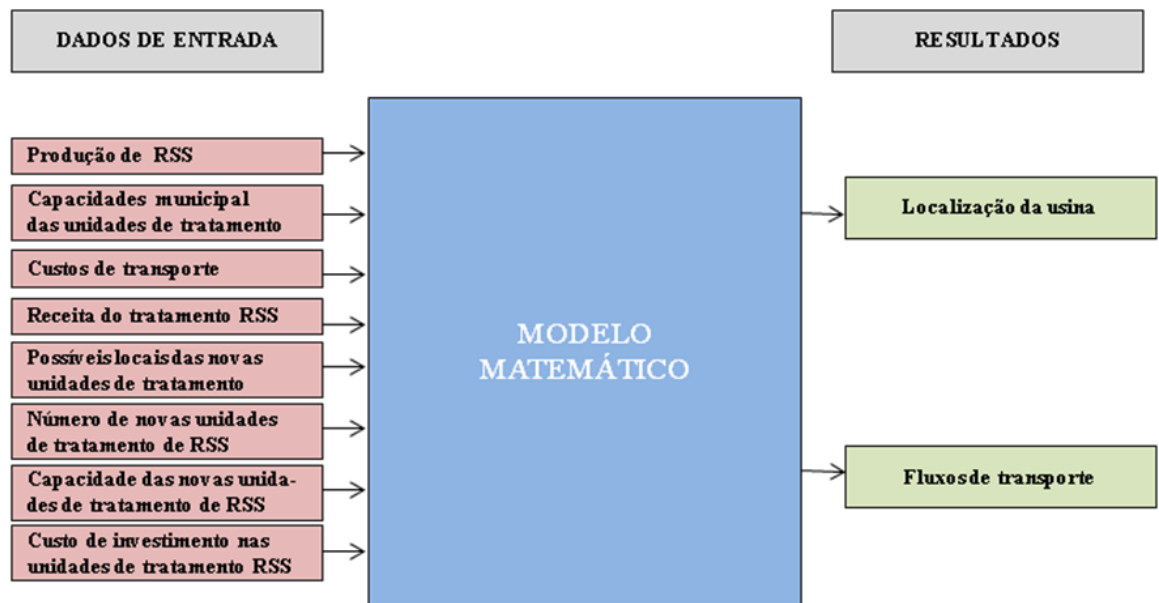 DADOS DE ENTRADA
RESULTADOS
Produção de RSS
Capacidades municipal
das unidades de tratamento
Custos de transporte
Receita do tratamento RSS
Possíveis locais das novas
unidades de tratamento
Número de novas unidades
de tratamento de RSS
Capacidade das novas unida-
des de tratamento de RSS
Custo de investimento nas
unidades de tratamento RSS
MODELO
MATEMÁTICO
Localização da usina
Fluxos de transporte